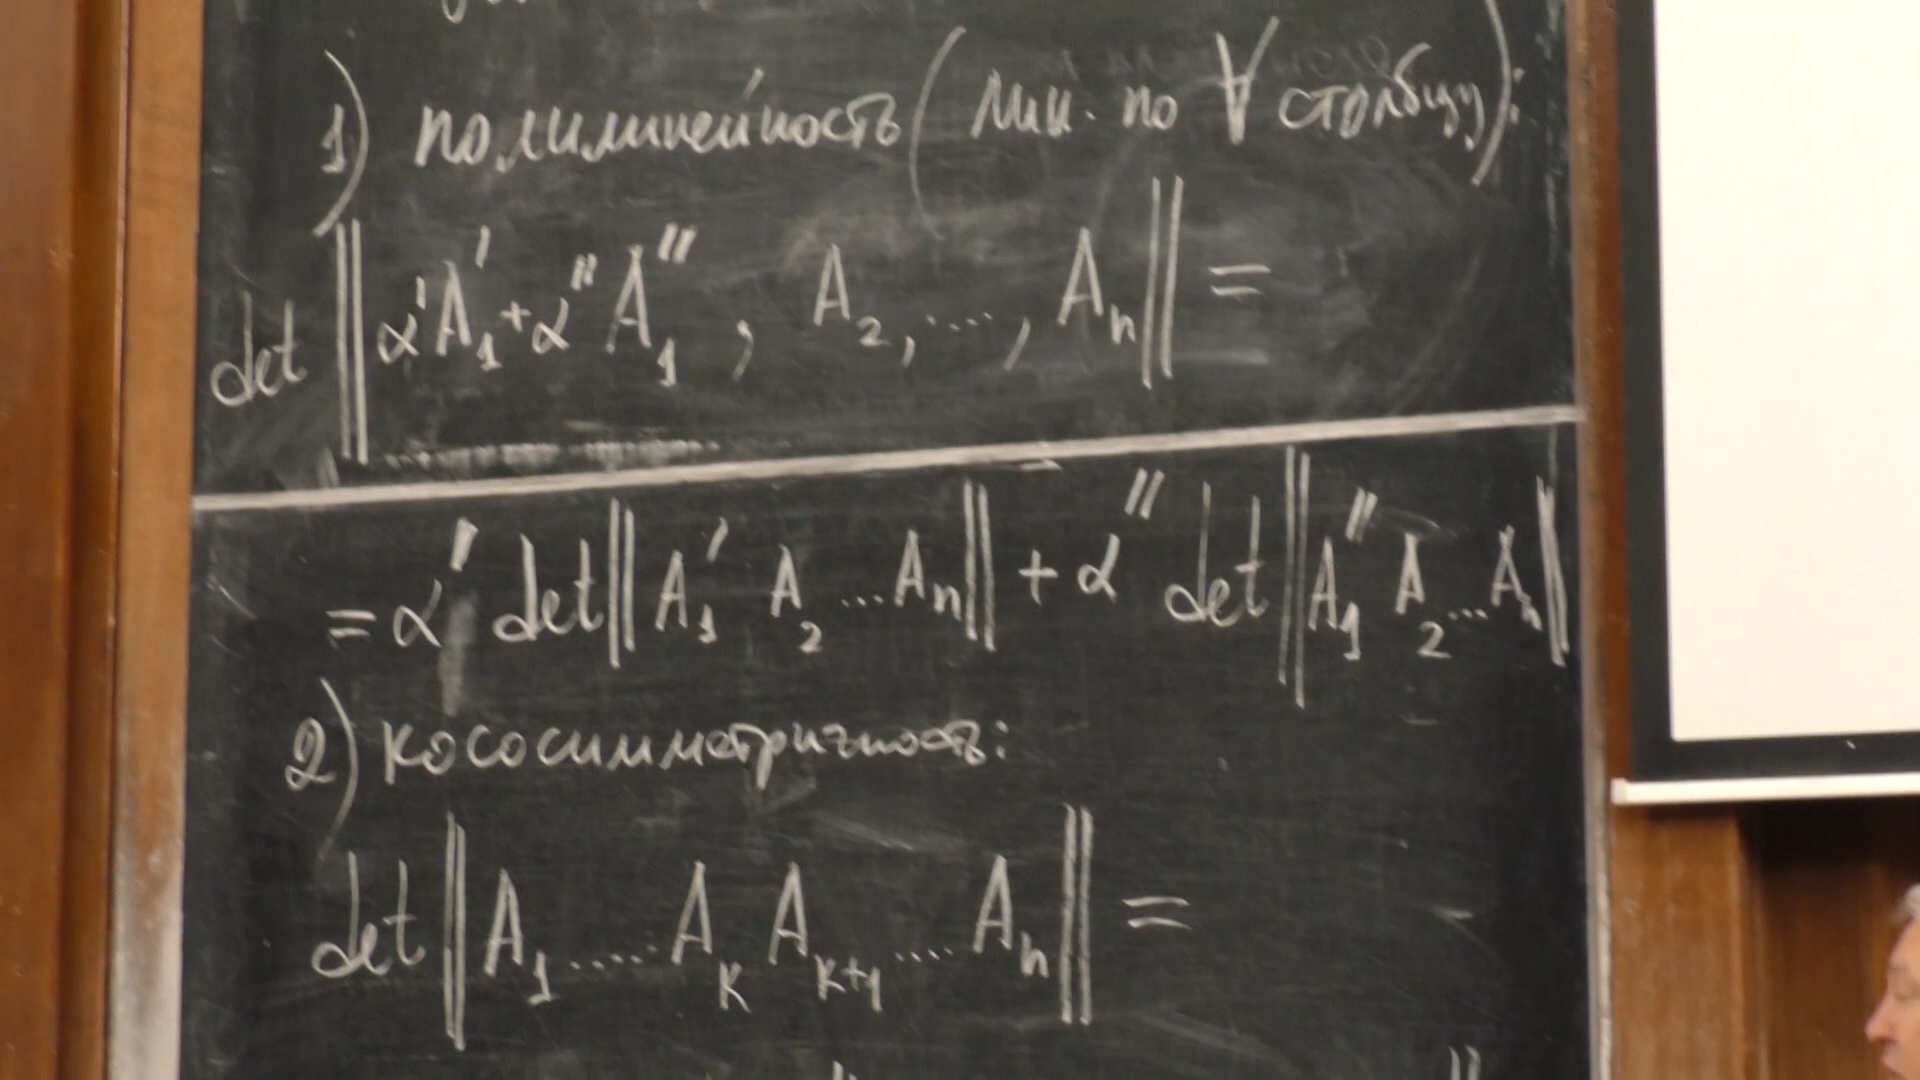 1) полилинейность (лин. по ∀ столбцу):
det ‖α'A'₁+α"A"₁, A₂, ...., Aₙ‖ =
= α' det‖A'₁ A₂ ... Aₙ‖ + α" det‖A"₁ A₂ ... Aₙ‖
2) кососимметричность:
det ‖A₁ .... Aₖ Aₖ₊₁ .... Aₙ‖ =